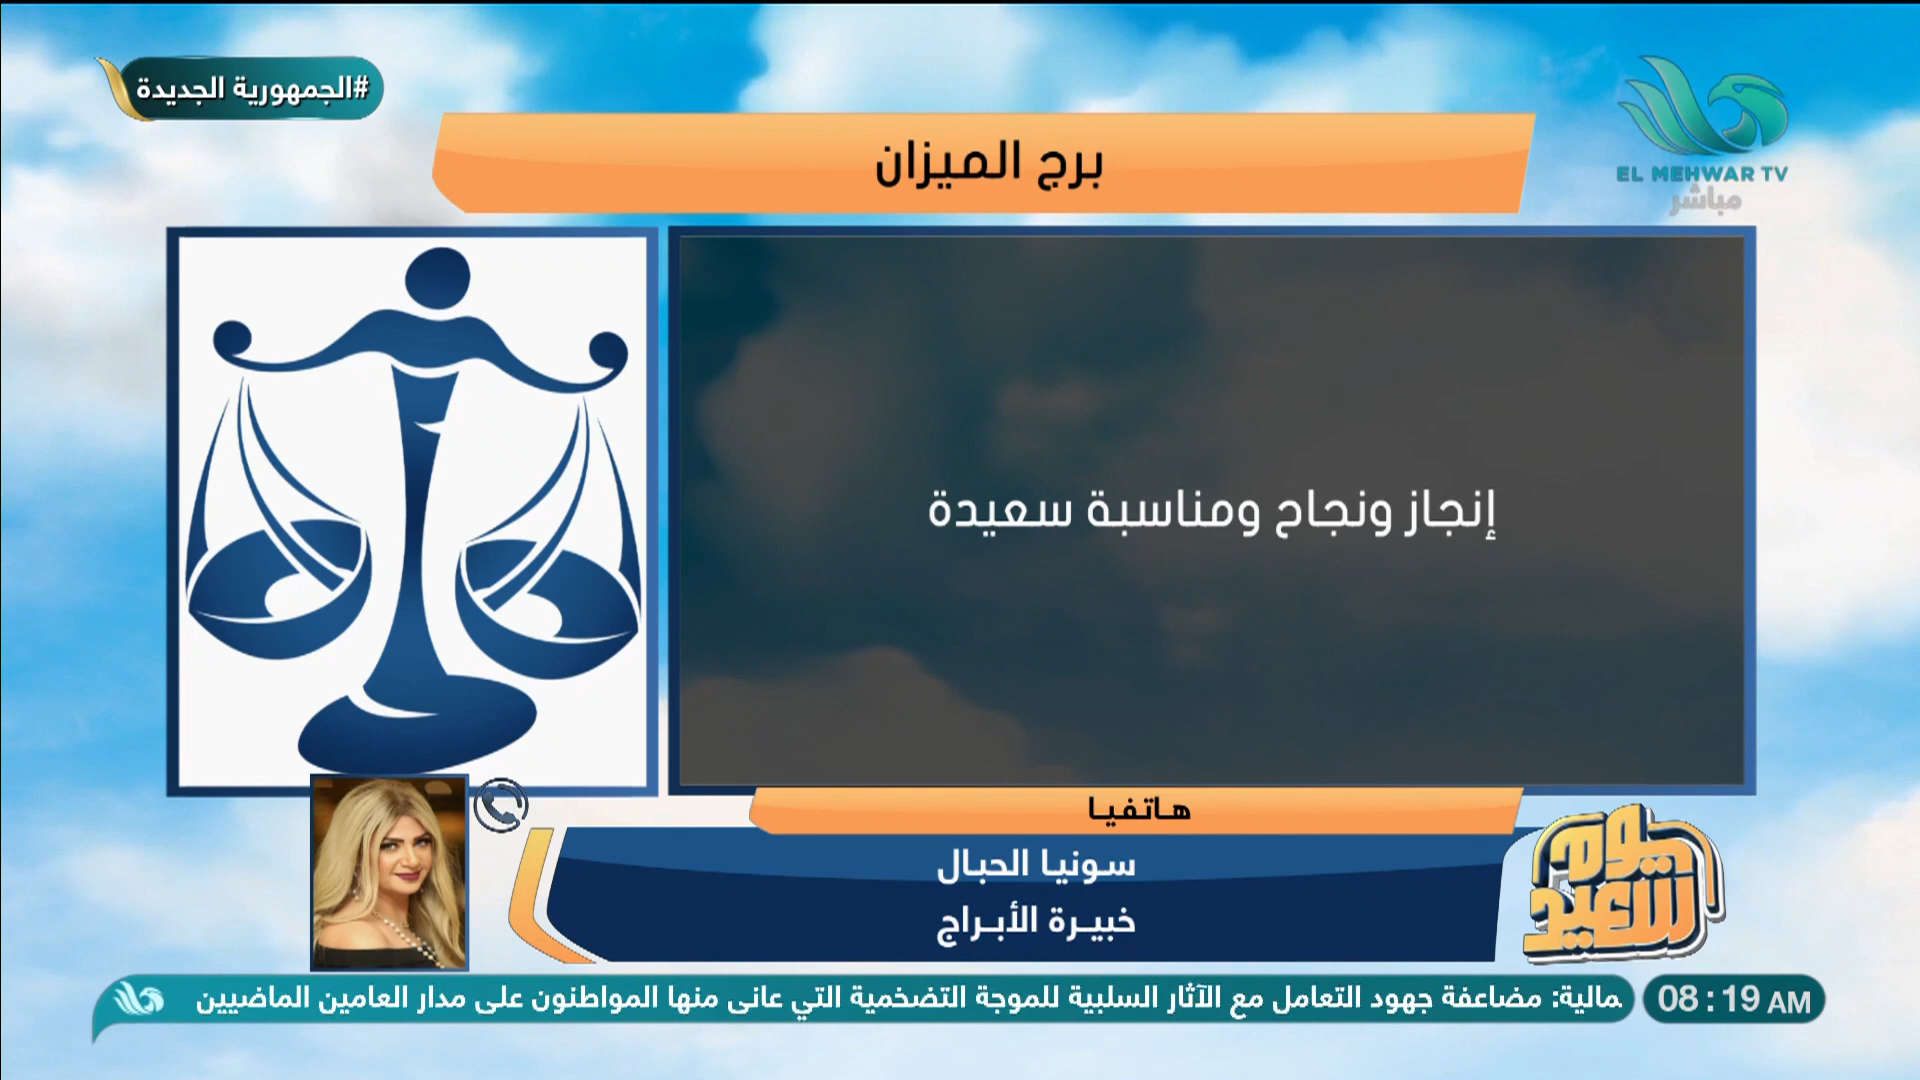 #الجمهورية الجديدة
EL MEHWAR TV
مباشر
برج الميزان
إنجاز ونجاح ومناسبة سعيدة
هاتفيا
سونيا الحبال
خبيرة الأبراج
يوم سعيد
مالية: مضاعفة جهود التعامل مع الآثار السلبية للموجة التضخمية التي عانى منها المواطنون على مدار العامين الماضيين
08:19 AM